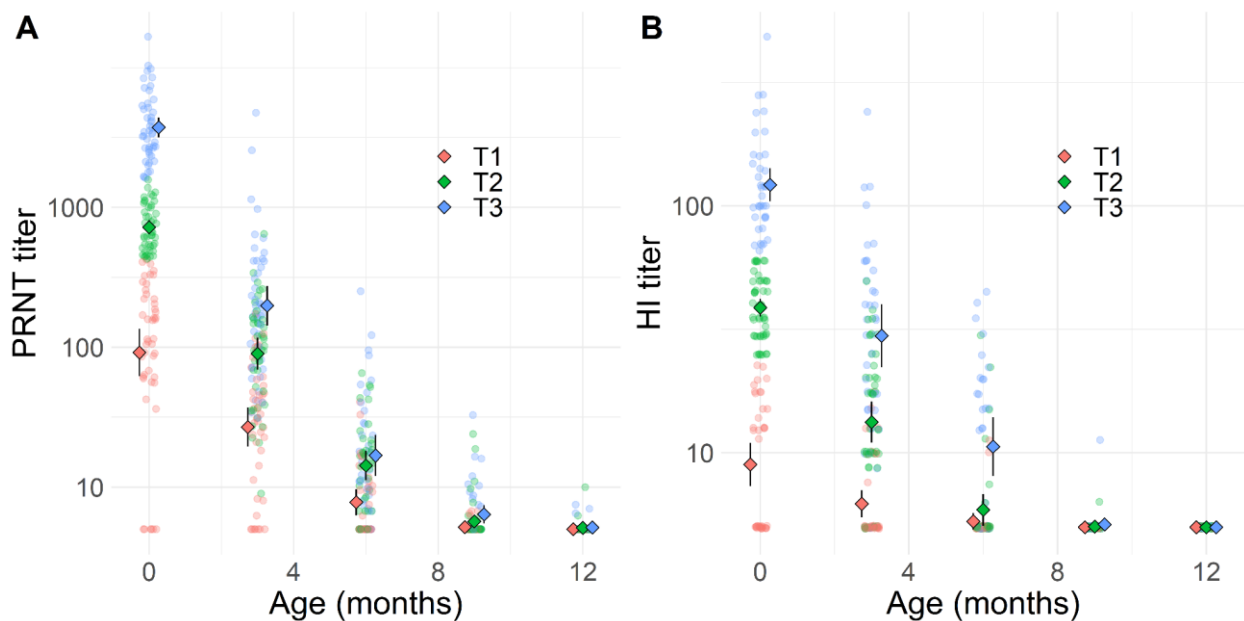 A
PRNT titer
1000
100
10
T1
T2
T3
0
4
8
12
Age (months)
B
HI titer
100
10
T1
T2
T3
0
4
8
12
Age (months)